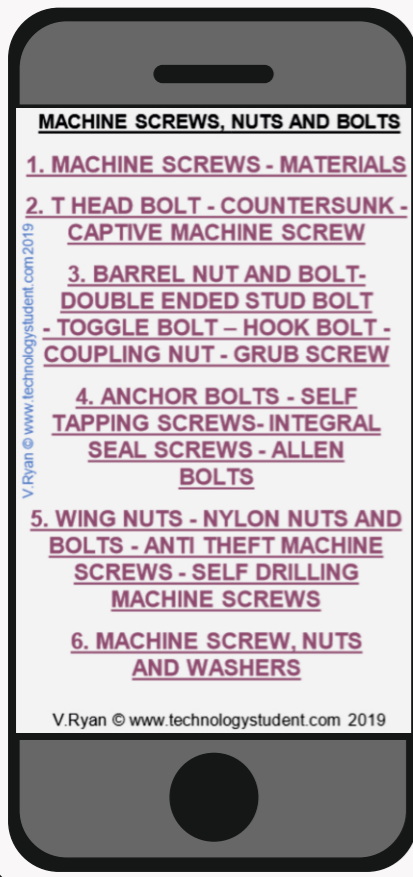 MACHINE SCREWS, NUTS AND BOLTS
1. MACHINE SCREWS - MATERIALS
2. T HEAD BOLT - COUNTERSUNK -
CAPTIVE MACHINE SCREW
3. BARREL NUT AND BOLT-
DOUBLE ENDED STUD BOLT
- TOGGLE BOLT – HOOK BOLT -
COUPLING NUT - GRUB SCREW
4. ANCHOR BOLTS - SELF
TAPPING SCREWS- INTEGRAL
SEAL SCREWS - ALLEN
BOLTS
5. WING NUTS - NYLON NUTS AND
BOLTS - ANTI THEFT MACHINE
SCREWS - SELF DRILLING
MACHINE SCREWS
6. MACHINE SCREW, NUTS
AND WASHERS
V.Ryan © www.technologystudent.com 2019
V.Ryan © www.technologystudent.com 2019